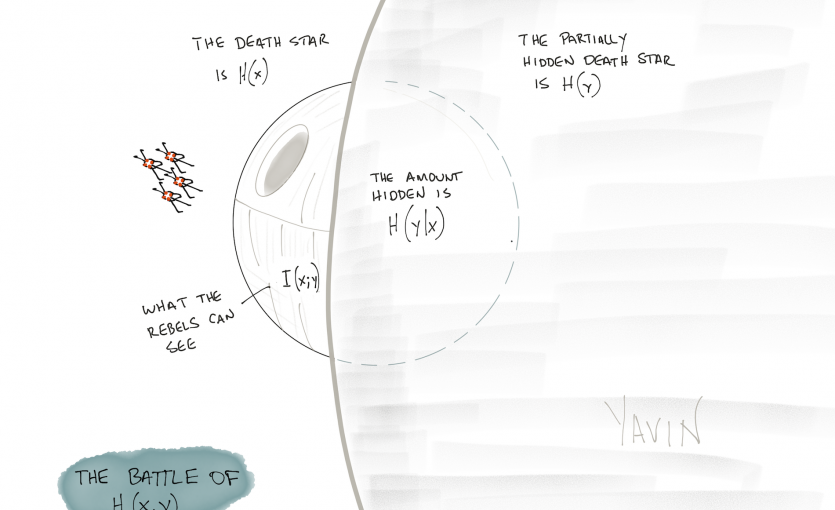 THE DEATH STAR
IS H(x)
THE PARTIALLY
HIDDEN DEATH STAR
IS H(y)
THE AMOUNT
HIDDEN IS
H(y|x)
I(x;y)
WHAT THE
REBELS CAN
SEE
YAVIN
THE BATTLE OF
H(x,y)